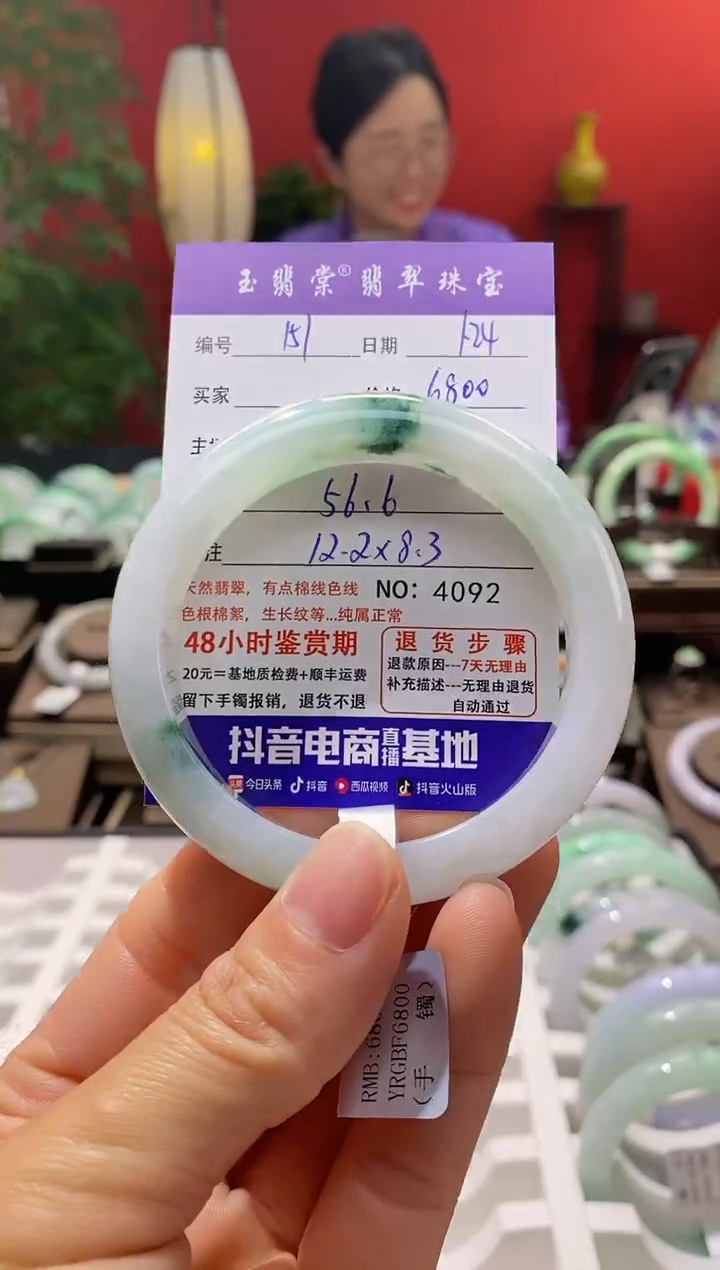 玉翡棠®翡翠珠宝
编号 151 日期 1-24
买家 6800
主
56.6
注 12-2x8.3
天然翡翠，有点棉线色线 NO: 4092
色根棉絮，生长纹等...纯属正常
48小时鉴赏期
20元=基地质检费+顺丰运费
留下手镯报销，退货不退
退货步骤
退款原因---7天无理由
补充描述---无理由退货
自动通过
抖音电商直播基地
今日头条 抖音 西瓜视频 抖音火山版
RMB:68
YRGBF6800
(手 镯)